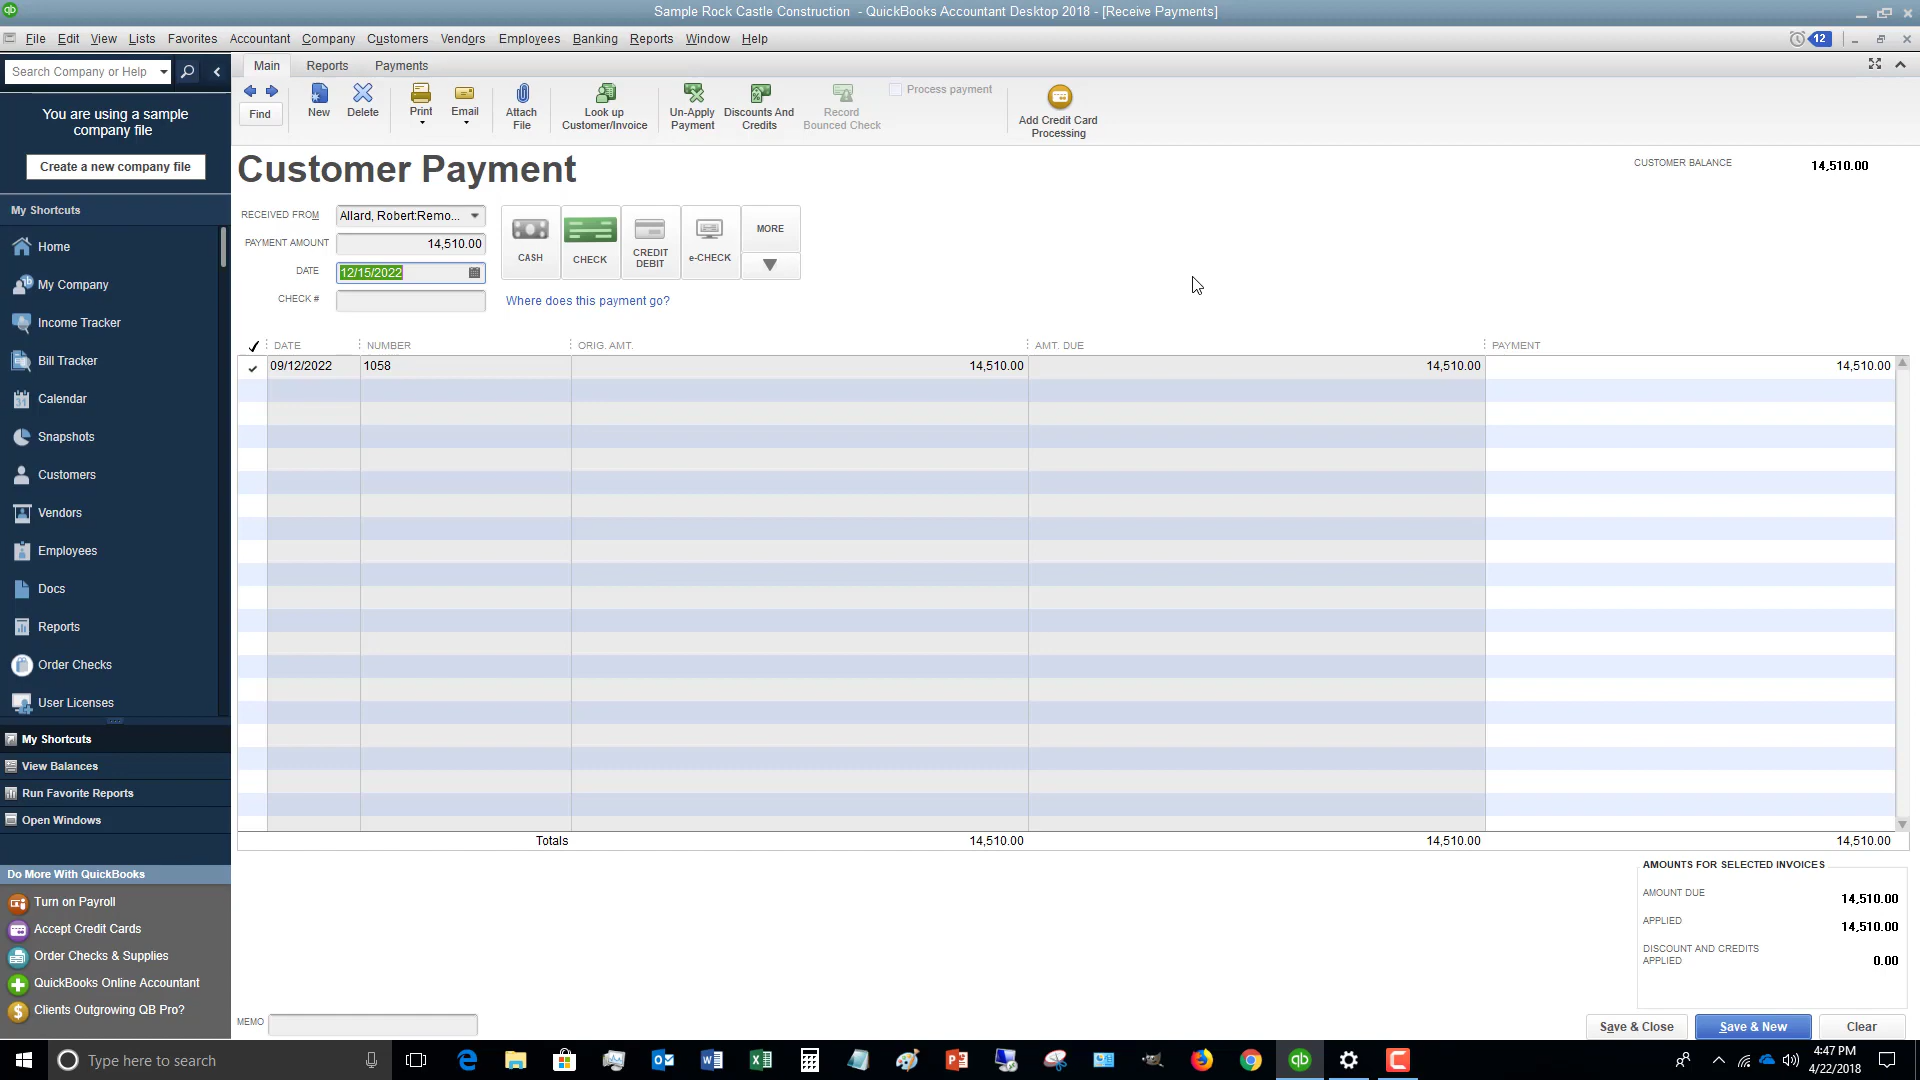 Sample Rock Castle Construction - QuickBooks Accountant Desktop 2018 - [Receive Payments]
File Edit View Lists Favorites Accountant Company Customers Vendors Employees Banking Reports Window Help
12
Search Company or Help
Main Reports Payments
You are using a sample
company file
Create a new company file
Find
New
Delete
Print
Email
Attach
File
Look up
Customer/Invoice
Un-Apply
Payment
Discounts And
Credits
Record
Bounced Check
Process payment
Add Credit Card
Processing
Customer Payment
CUSTOMER BALANCE 14,510.00
RECEIVED FROM Allard, Robert:Remo...
PAYMENT AMOUNT 14,510.00
DATE 12/15/2022
CHECK #
CASH
CHECK
CREDIT
DEBIT
e-CHECK
MORE
Where does this payment go?
DATE NUMBER ORIG. AMT. AMT. DUE PAYMENT
09/12/2022 1058 14,510.00 14,510.00 14,510.00
Totals 14,510.00 14,510.00 14,510.00
AMOUNTS FOR SELECTED INVOICES
AMOUNT DUE 14,510.00
APPLIED 14,510.00
DISCOUNT AND CREDITS
APPLIED 0.00
MEMO
Save & Close
Save & New
Clear
My Shortcuts
Home
My Company
Income Tracker
Bill Tracker
31
Calendar
Snapshots
Customers
Vendors
Employees
Docs
Reports
Order Checks
User Licenses
My Shortcuts
View Balances
Run Favorite Reports
Open Windows
Do More With QuickBooks
Turn on Payroll
Accept Credit Cards
Order Checks & Supplies
QuickBooks Online Accountant
Clients Outgrowing QB Pro?
Type here to search
4:47 PM
4/22/2018